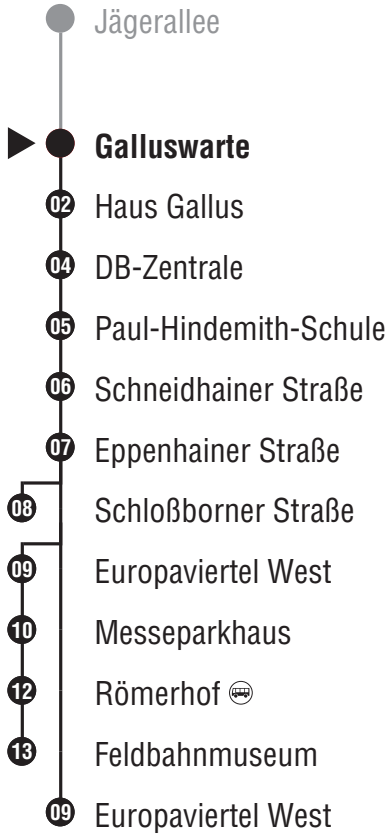 Jägerallee
Galluswarte
02 Haus Gallus
04 DB-Zentrale
05 Paul-Hindemith-Schule
06 Schneidhainer Straße
07 Eppenhainer Straße
08 Schloßborner Straße
09 Europaviertel West
10 Messeparkhaus
12 Römerhof
13 Feldbahnmuseum
09 Europaviertel West